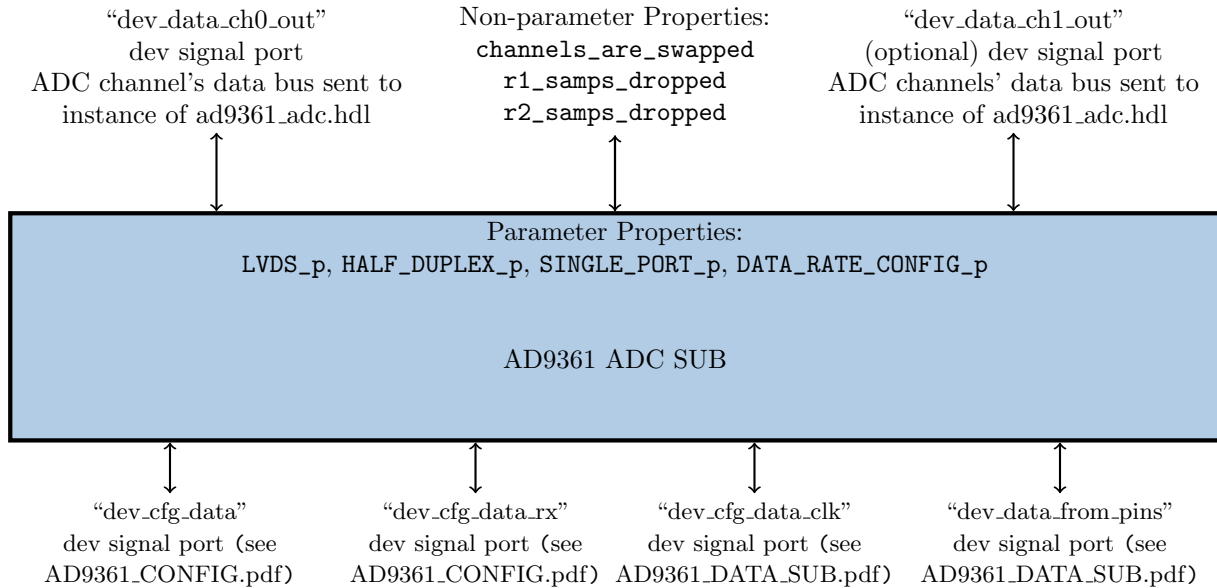 “dev_data_ch0_out”
dev signal port
ADC channel's data bus sent to
instance of ad9361_adc.hdl
Non-parameter Properties:
channels_are_swapped
r1_samps_dropped
r2_samps_dropped
“dev_data_ch1_out”
(optional) dev signal port
ADC channels' data bus sent to
instance of ad9361_adc.hdl
Parameter Properties:
LVDS_p, HALF_DUPLEX_p, SINGLE_PORT_p, DATA_RATE_CONFIG_p
AD9361 ADC SUB
“dev_cfg_data”
dev signal port (see
AD9361_CONFIG.pdf)
“dev_cfg_data_rx”
dev signal port (see
AD9361_CONFIG.pdf)
“dev_cfg_data_clk”
dev signal port (see
AD9361_DATA_SUB.pdf)
“dev_data_from_pins”
dev signal port (see
AD9361_DATA_SUB.pdf)